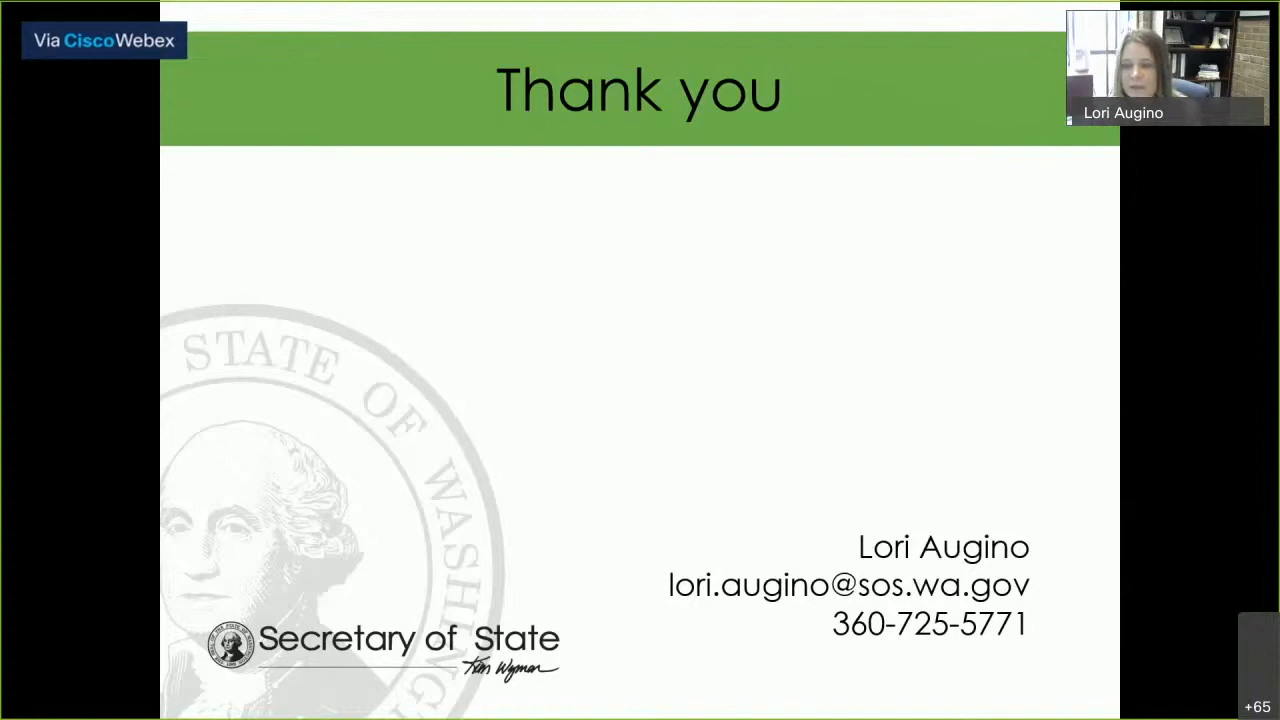 Via CiscoWebex
Thank you
Lori Augino
STATE OF WASHING
Lori Augino
lori.augino@sos.wa.gov
360-725-5771
Secretary of State
Kim Wyman
+65